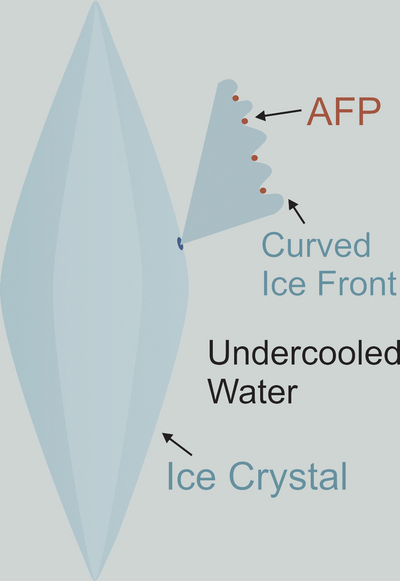 AFP
Curved
Ice Front
Undercooled
Water
Ice Crystal